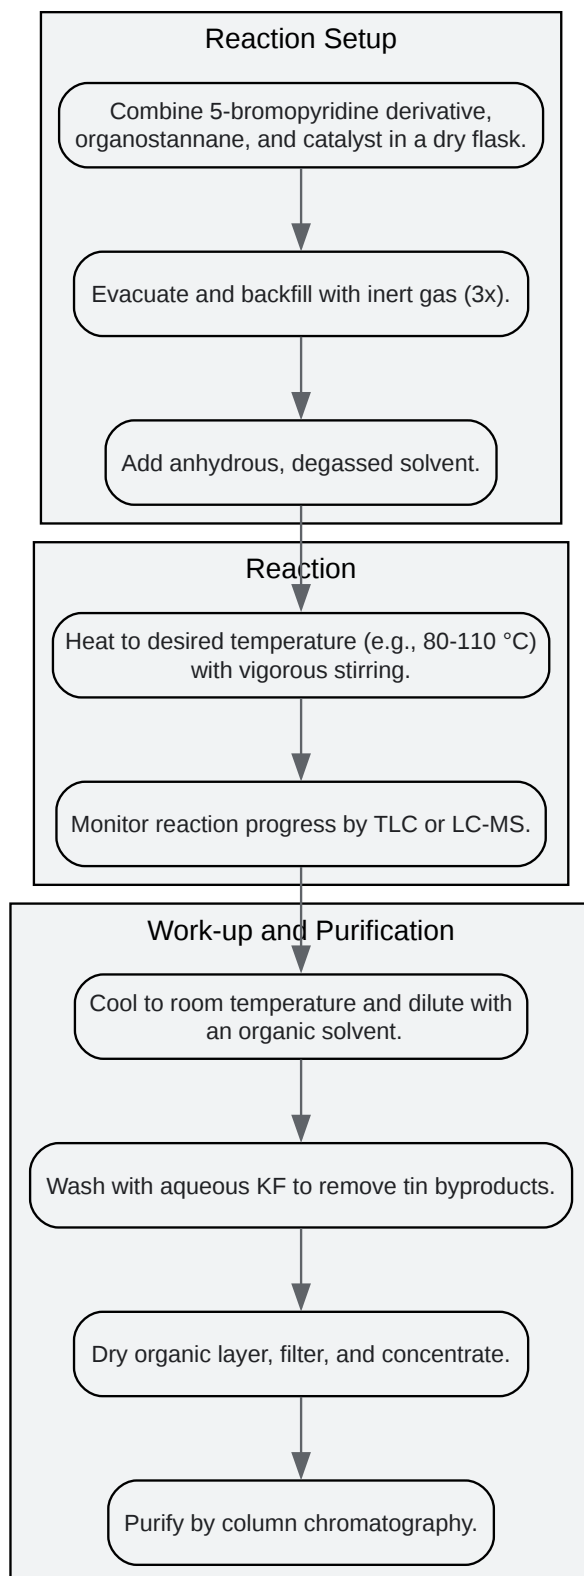 Reaction Setup
Combine 5-bromopyridine derivative,
organostannane, and catalyst in a dry flask.
Evacuate and backfill with inert gas (3x).
Add anhydrous, degassed solvent.
Reaction
Heat to desired temperature (e.g., 80-110 °C)
with vigorous stirring.
Monitor reaction progress by TLC or LC-MS.
Work-up and Purification
Cool to room temperature and dilute with
an organic solvent.
Wash with aqueous KF to remove tin byproducts.
Dry organic layer, filter, and concentrate.
Purify by column chromatography.